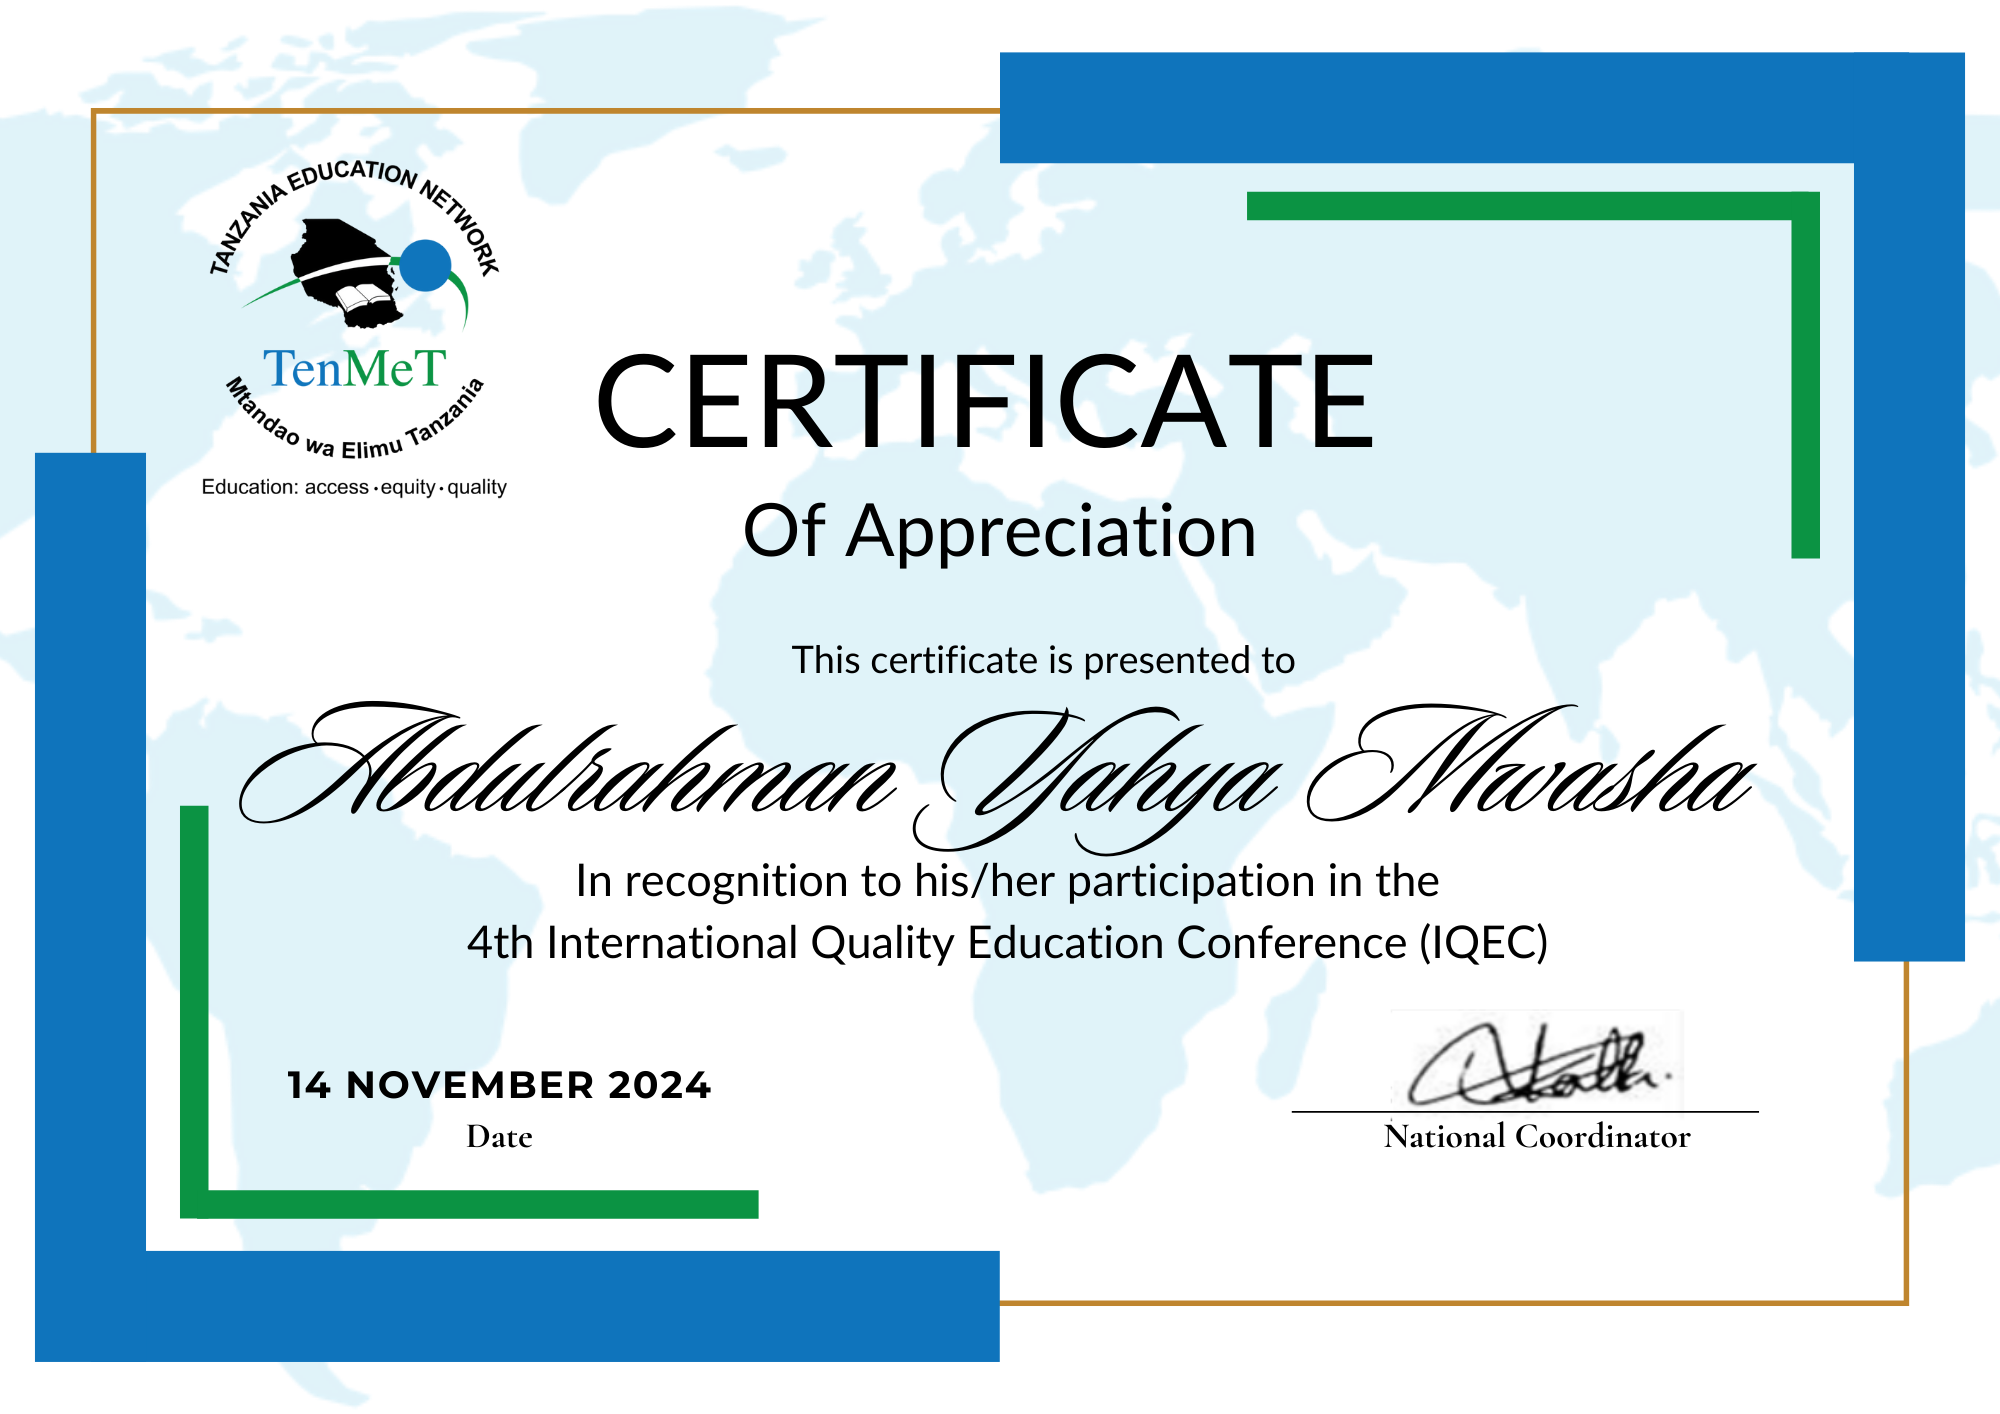 TANZANIA EDUCATION NETWORK
TenMeT
Mtandao wa Elimu Tanzania
Education: access • equity • quality
CERTIFICATE
Of Appreciation
This certificate is presented to
Abdulrahman Yahya Mwasha
In recognition to his/her participation in the
4th International Quality Education Conference (IQEC)
14 NOVEMBER 2024
Date
National Coordinator